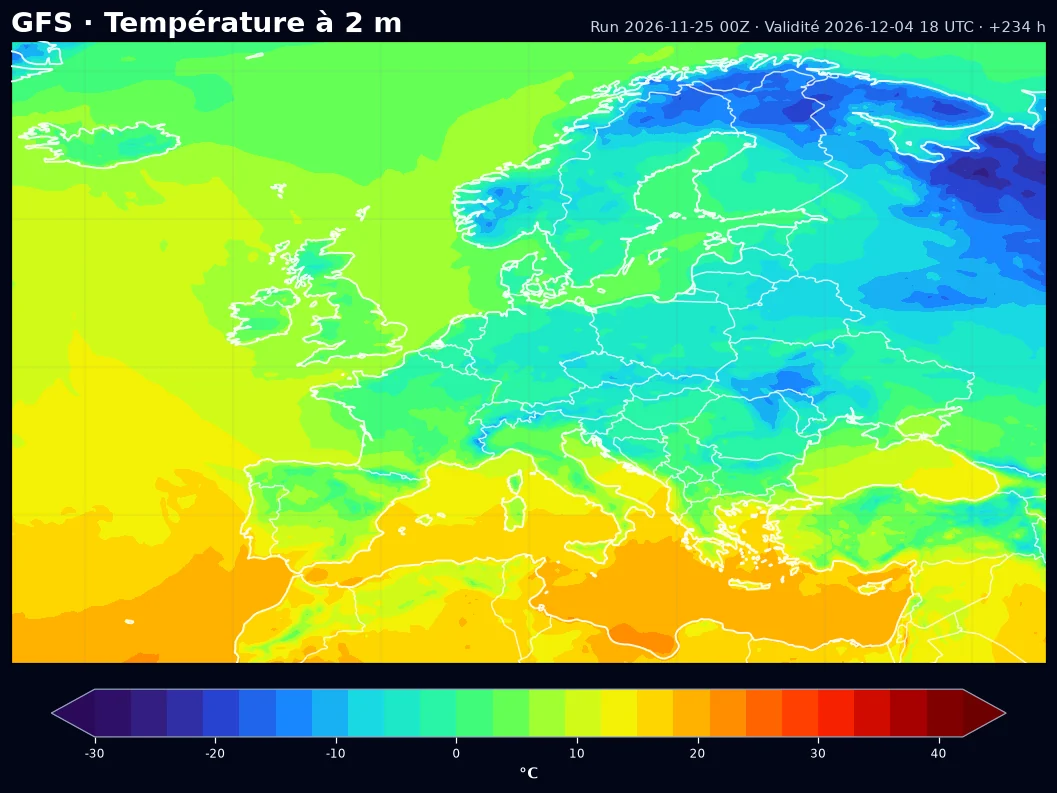 GFS · Température à 2 m
Run 2026-11-25 00Z · Validité 2026-12-04 18 UTC · +234 h
-30 -20 -10 0 10 20 30 40
°C